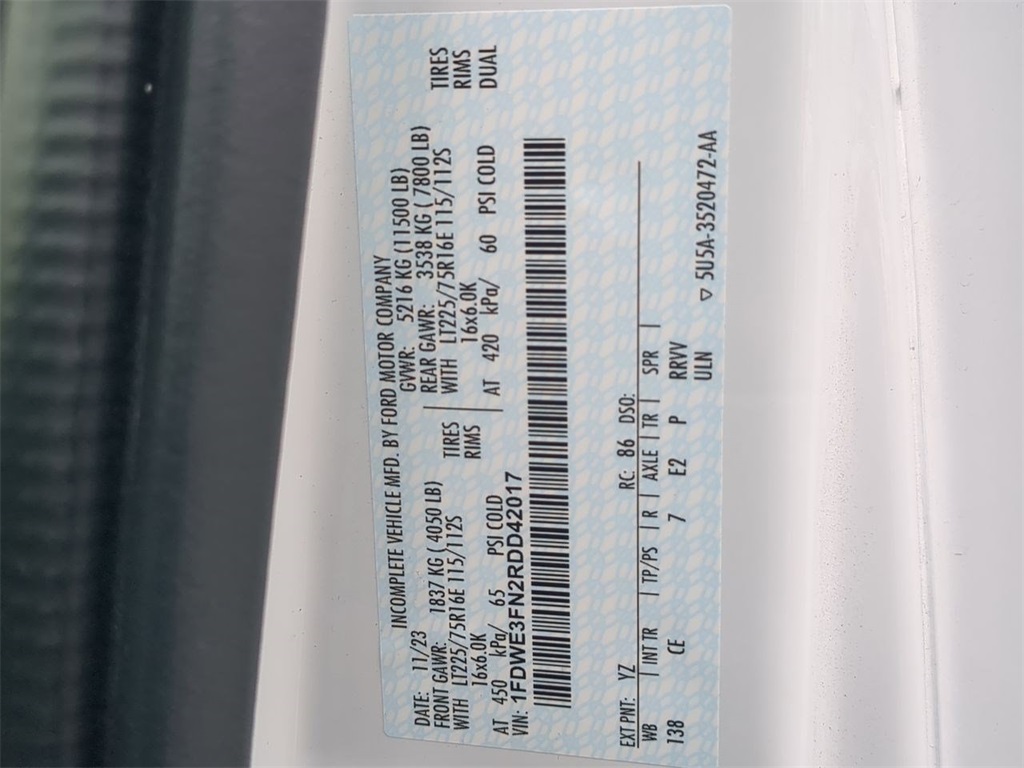 INCOMPLETE VEHICLE MFD. BY FORD MOTOR COMPANY
DATE: 11/23 GVWR: 5216 KG (11500 LB)
FRONT GAWR: 1837 KG ( 4050 LB) REAR GAWR: 3538 KG ( 7800 LB)
WITH LT225/75R16E 115/112S TIRES WITH LT225/75R16E 115/112S TIRES
16x6.0K RIMS 16x6.0K RIMS
AT 450 kPa/ 65 PSI COLD AT 420 kPa/ 60 PSI COLD DUAL
VIN: 1FDWE3FN2RDD42017
EXT PNT: YZ RC: 86 DSO:
WB | INT TR | TP/PS | R | AXLE | TR | SPR |
138 CE 7 E2 P RRVV
ULN ▽ 5U5A-3520472-AA